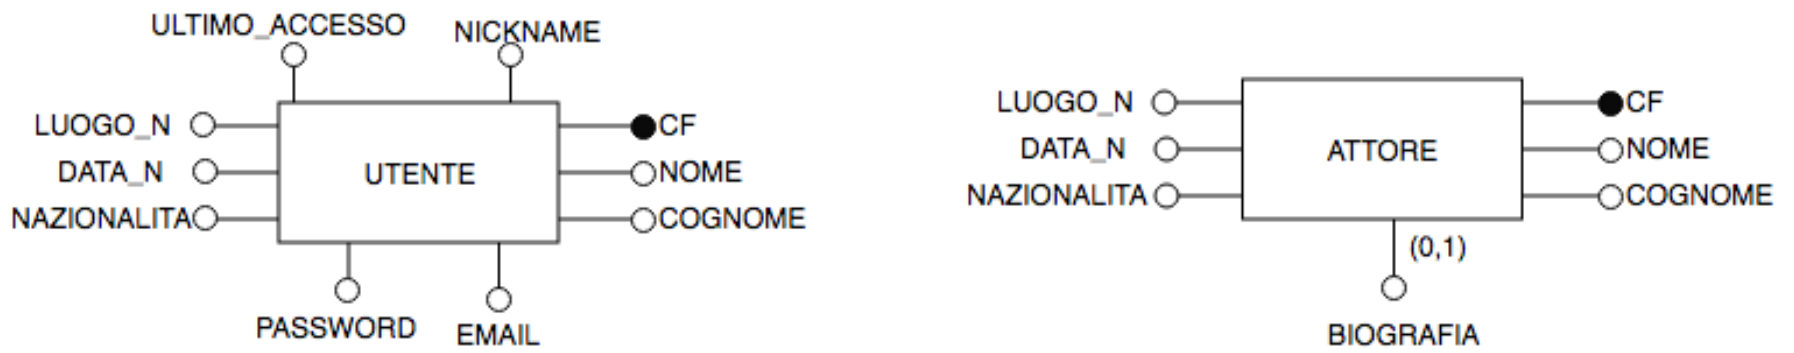 ULTIMO_ACCESSO
NICKNAME
LUOGO_N
CF
DATA_N
UTENTE
NOME
NAZIONALITA
COGNOME
PASSWORD
EMAIL
LUOGO_N
CF
DATA_N
ATTORE
NOME
NAZIONALITA
COGNOME
(0,1)
BIOGRAFIA